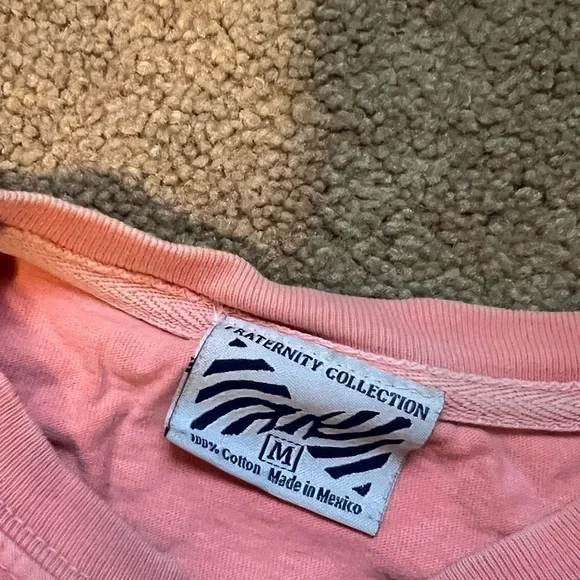 FRATERNITY COLLECTION
M
100% Cotton Made in Mexico